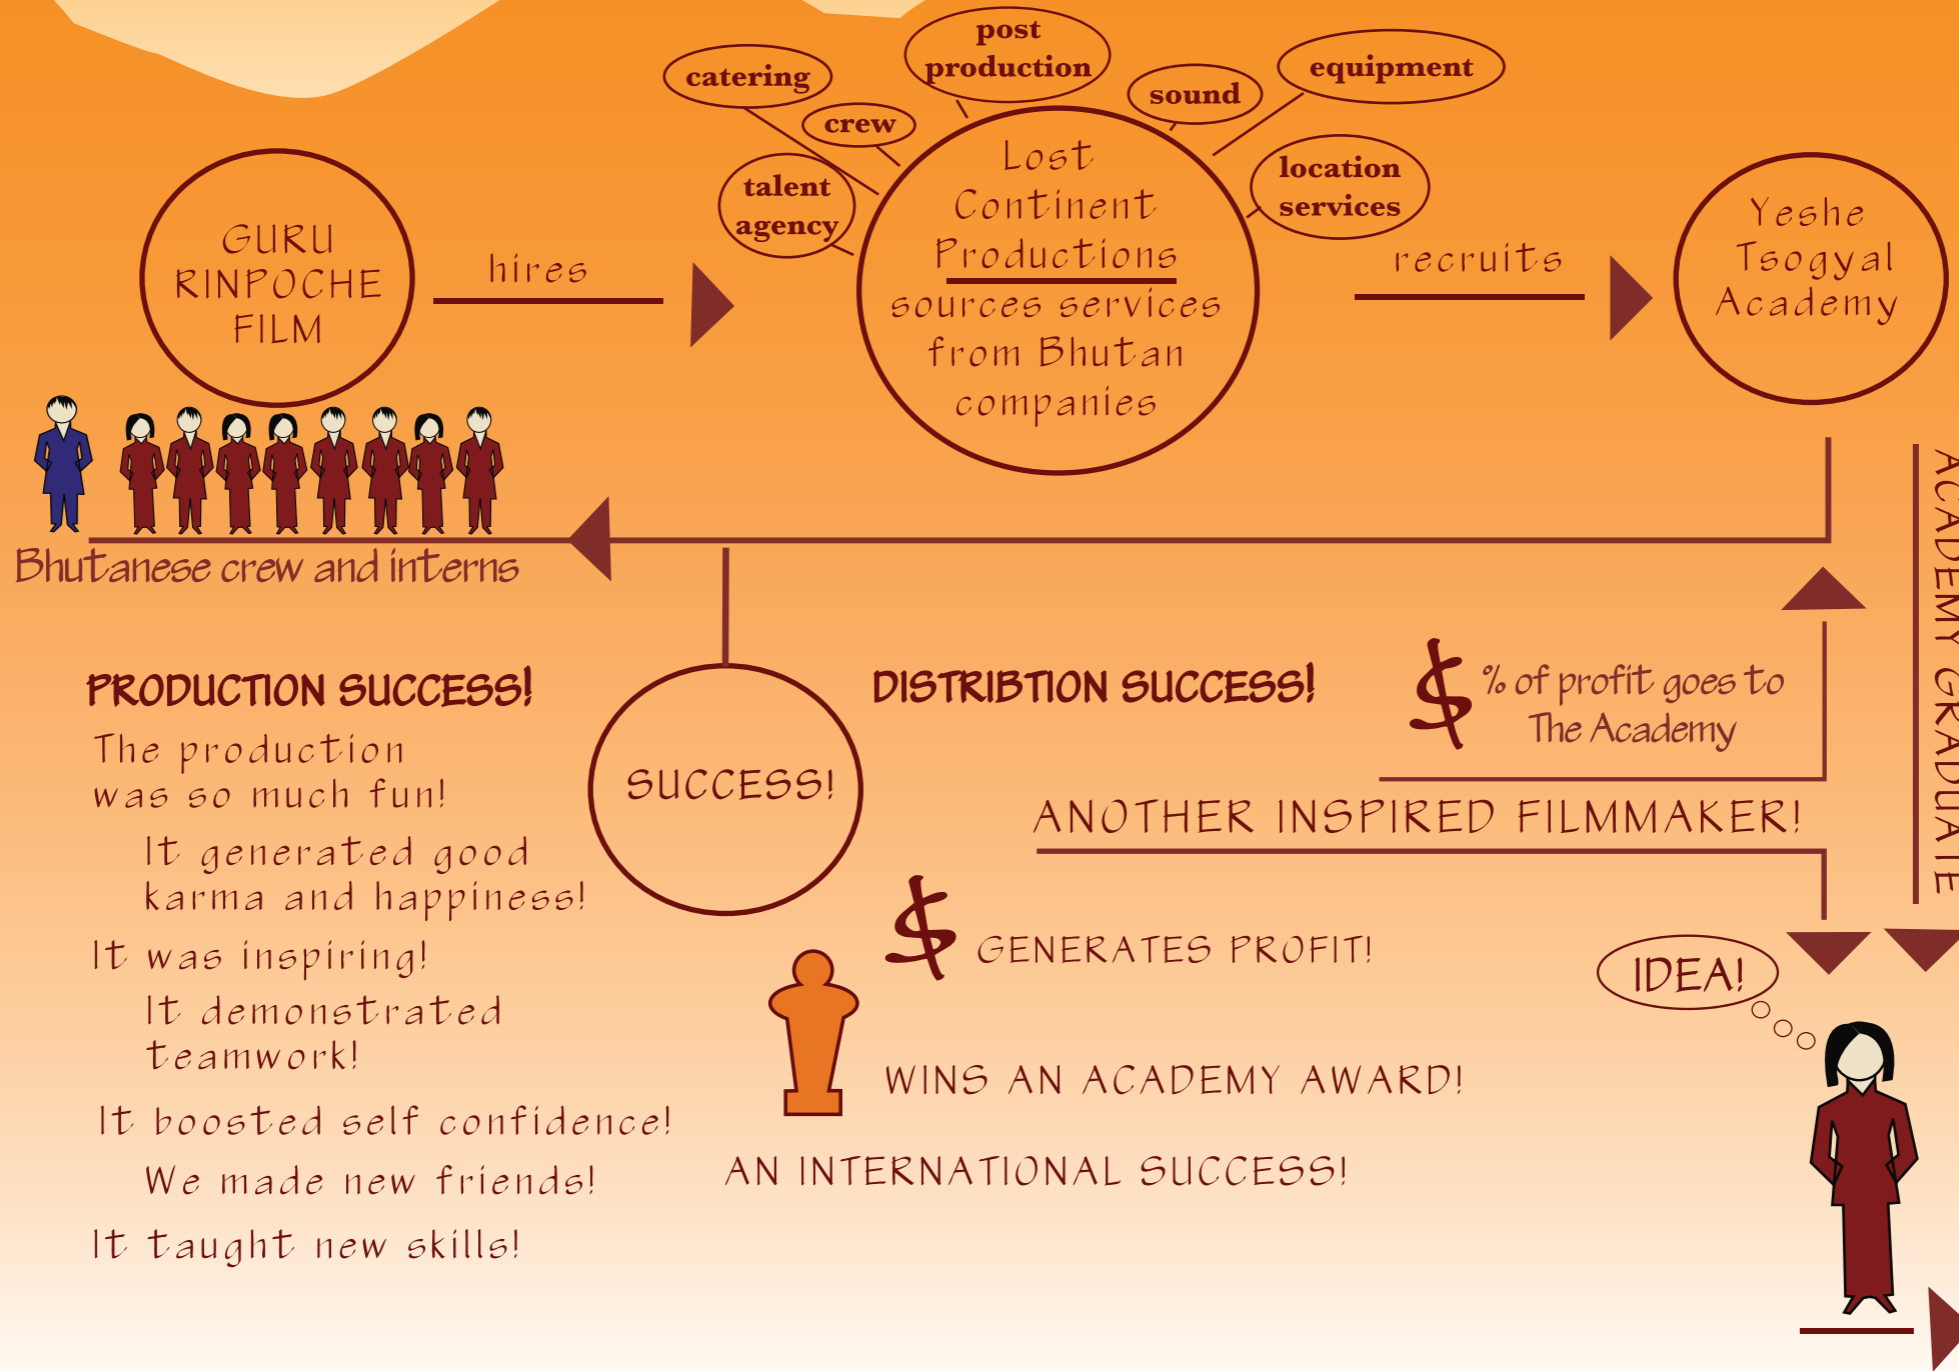 post
production
catering
equipment
sound
crew
talent
agency
location
services
GURU
RINPOCHE
FILM
hires
Lost
Continent
Productions
sources services
from Bhutan
companies
recruits
Yeshe
Tsogyal
Academy
Bhutanese crew and interns
ACADEMY GRADUATE
PRODUCTION SUCCESS!
The production
was so much fun!
It generated good
karma and happiness!
It was inspiring!
It demonstrated
teamwork!
It boosted self confidence!
We made new friends!
It taught new skills!
SUCCESS!
DISTRIBTION SUCCESS!
$ % of profit goes to
The Academy
ANOTHER INSPIRED FILMMAKER!
$ GENERATES PROFIT!
WINS AN ACADEMY AWARD!
AN INTERNATIONAL SUCCESS!
IDEA!